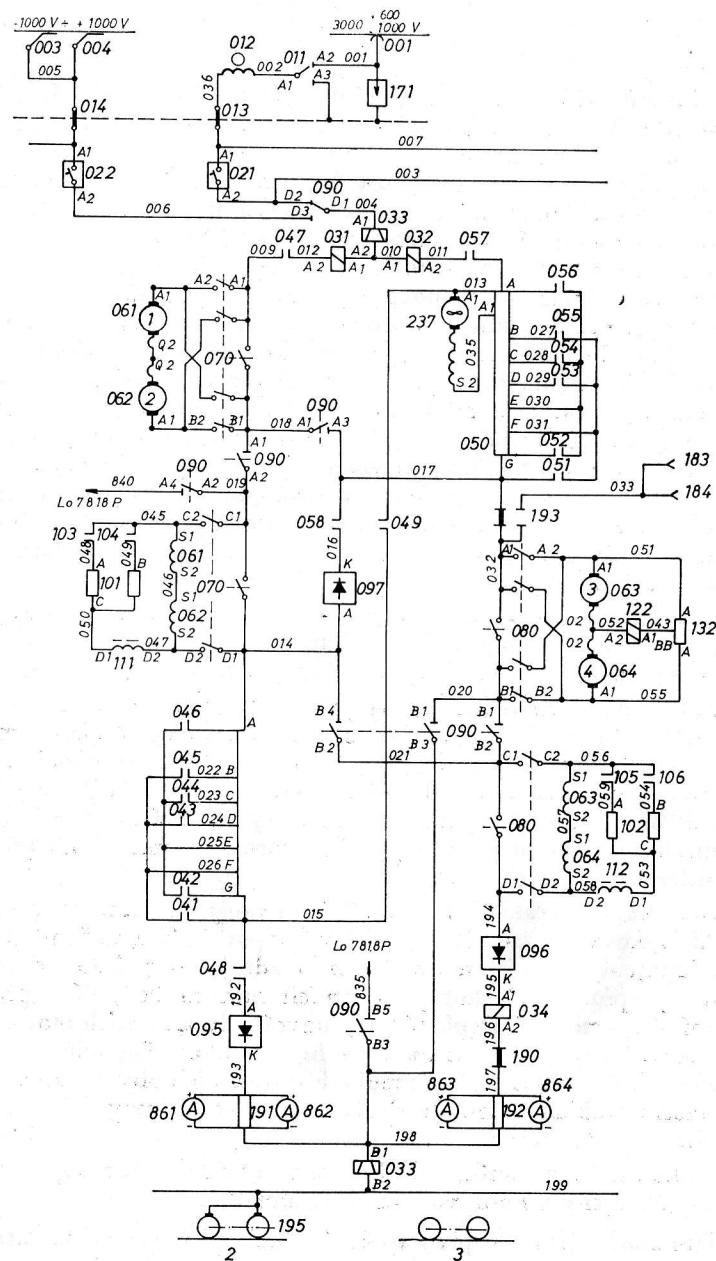 -1000 V ÷ + 1000 V
+ 600
3000 - 1000 V
003 004 012 011 A2 001 001
005 036 002 A1 A3 171
014 013
007
A1 A1
022 021 003
A2 A2 D2 090
006 D3 D1 004
A1 033
009 047 012 031 A2 010 032 011 057
A2 A1 A1 A2
013 A 056
A2 A1 A1 A1
061 A1 237 055
1 B 027 054
Q2 070 035 C 028 053
Q2 D 029
062 2 S2 E 030
A1 B2 B1 018 090 F 031
A1 A3 050 052
A1 G 051
090 090 017 183
840 A4 A2 019 A2 033 184
Lo 7818P 058 049 193
103 104 045 C2 C1
048 049 S1 016 032 A1 A2 051
A B 061 K A1
101 046 S2 070 097 3 063 122 A
C S1 A 02 052 043 132
050 062 080 02 A2 A1 BB
047 S2 014 4 064 A
D1 111 D2 D2 D1 020 B1 B2 A1 055
046 A B4 B1 B1
045 B2 B3 090 B2
022 B 021 C1 C2 056
044 023 C S1 105 106
043 024 D 063 059 054
025 E 080 057 S2 A B
026 F S1 102
042 G 064 C
041 S2 112 053
015 D1 D2 058 D2 D1
194 A
Lo 7818P 096
048 835 195 K
192 090 B5 A1 034
A 196 A2
095 B3 190
K 197
193 863 864
861 A 191 A 862 A 192 A
198
B1
033
B2 199
195
2 3